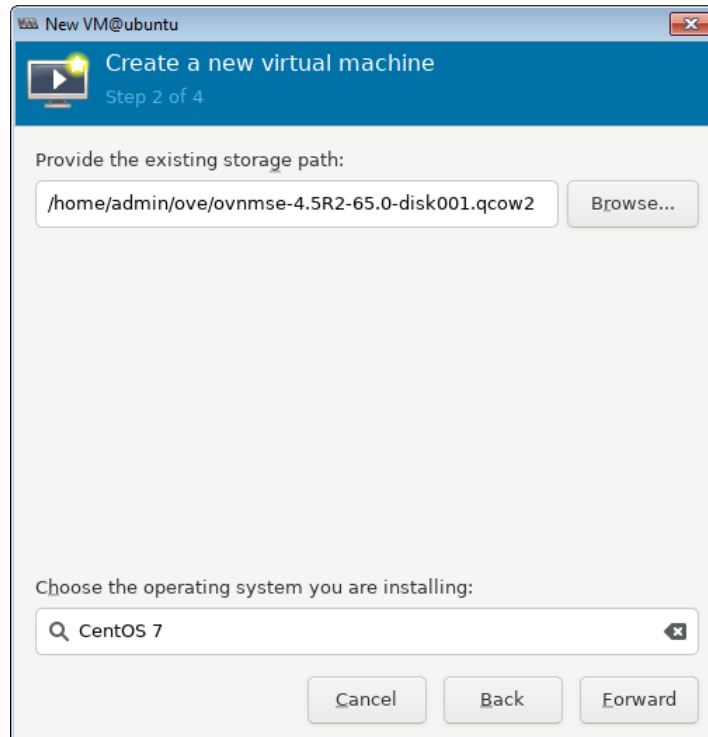 New VM@ubuntu
Create a new virtual machine
Step 2 of 4
Provide the existing storage path:
/home/admin/ove/ovnmse-4.5R2-65.0-disk001.qcow2
Browse...
Choose the operating system you are installing:
CentOS 7
Cancel Back Forward